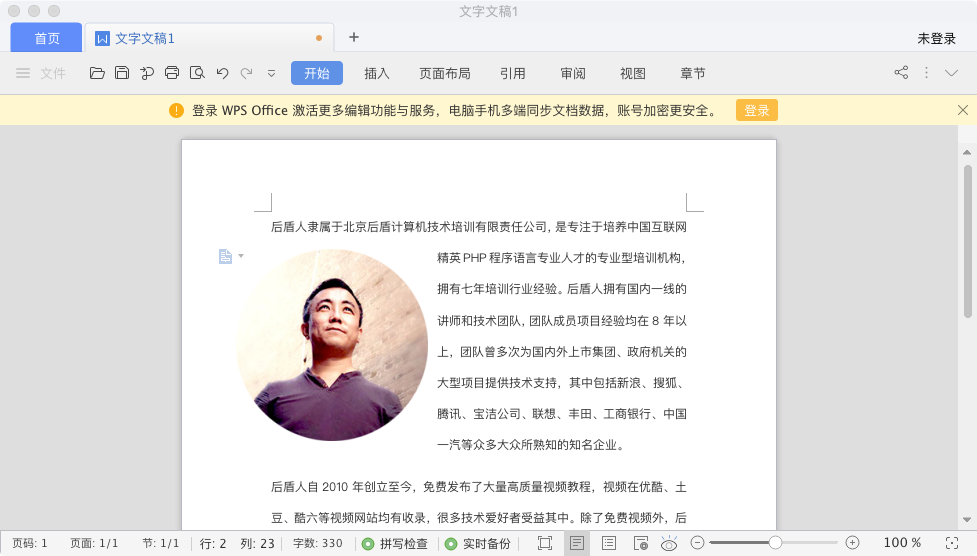 文字文稿1
首页
文字文稿1
未登录
文件
开始 插入 页面布局 引用 审阅 视图 章节
登录 WPS Office 激活更多编辑功能与服务，电脑手机多端同步文档数据，账号加密更安全。 登录
后盾人隶属于北京后盾计算机技术培训有限责任公司，是专注于培养中国互联网
精英 PHP 程序语言专业人才的专业型培训机构，
拥有七年培训行业经验。后盾人拥有国内一线的
讲师和技术团队，团队成员项目经验均在 8 年以
上，团队曾多次为国内外上市集团、政府机关的
大型项目提供技术支持，其中包括新浪、搜狐、
腾讯、宝洁公司、联想、丰田、工商银行、中国
一汽等众多大众所熟知的知名企业。
后盾人自 2010 年创立至今，免费发布了大量高质量视频教程，视频在优酷、土
豆、酷六等视频网站均有收录，很多技术爱好者受益其中。除了免费视频外，后
页码: 1 页面: 1/1 节: 1/1 行: 2 列: 23 字数: 330 拼写检查 实时备份 100 %